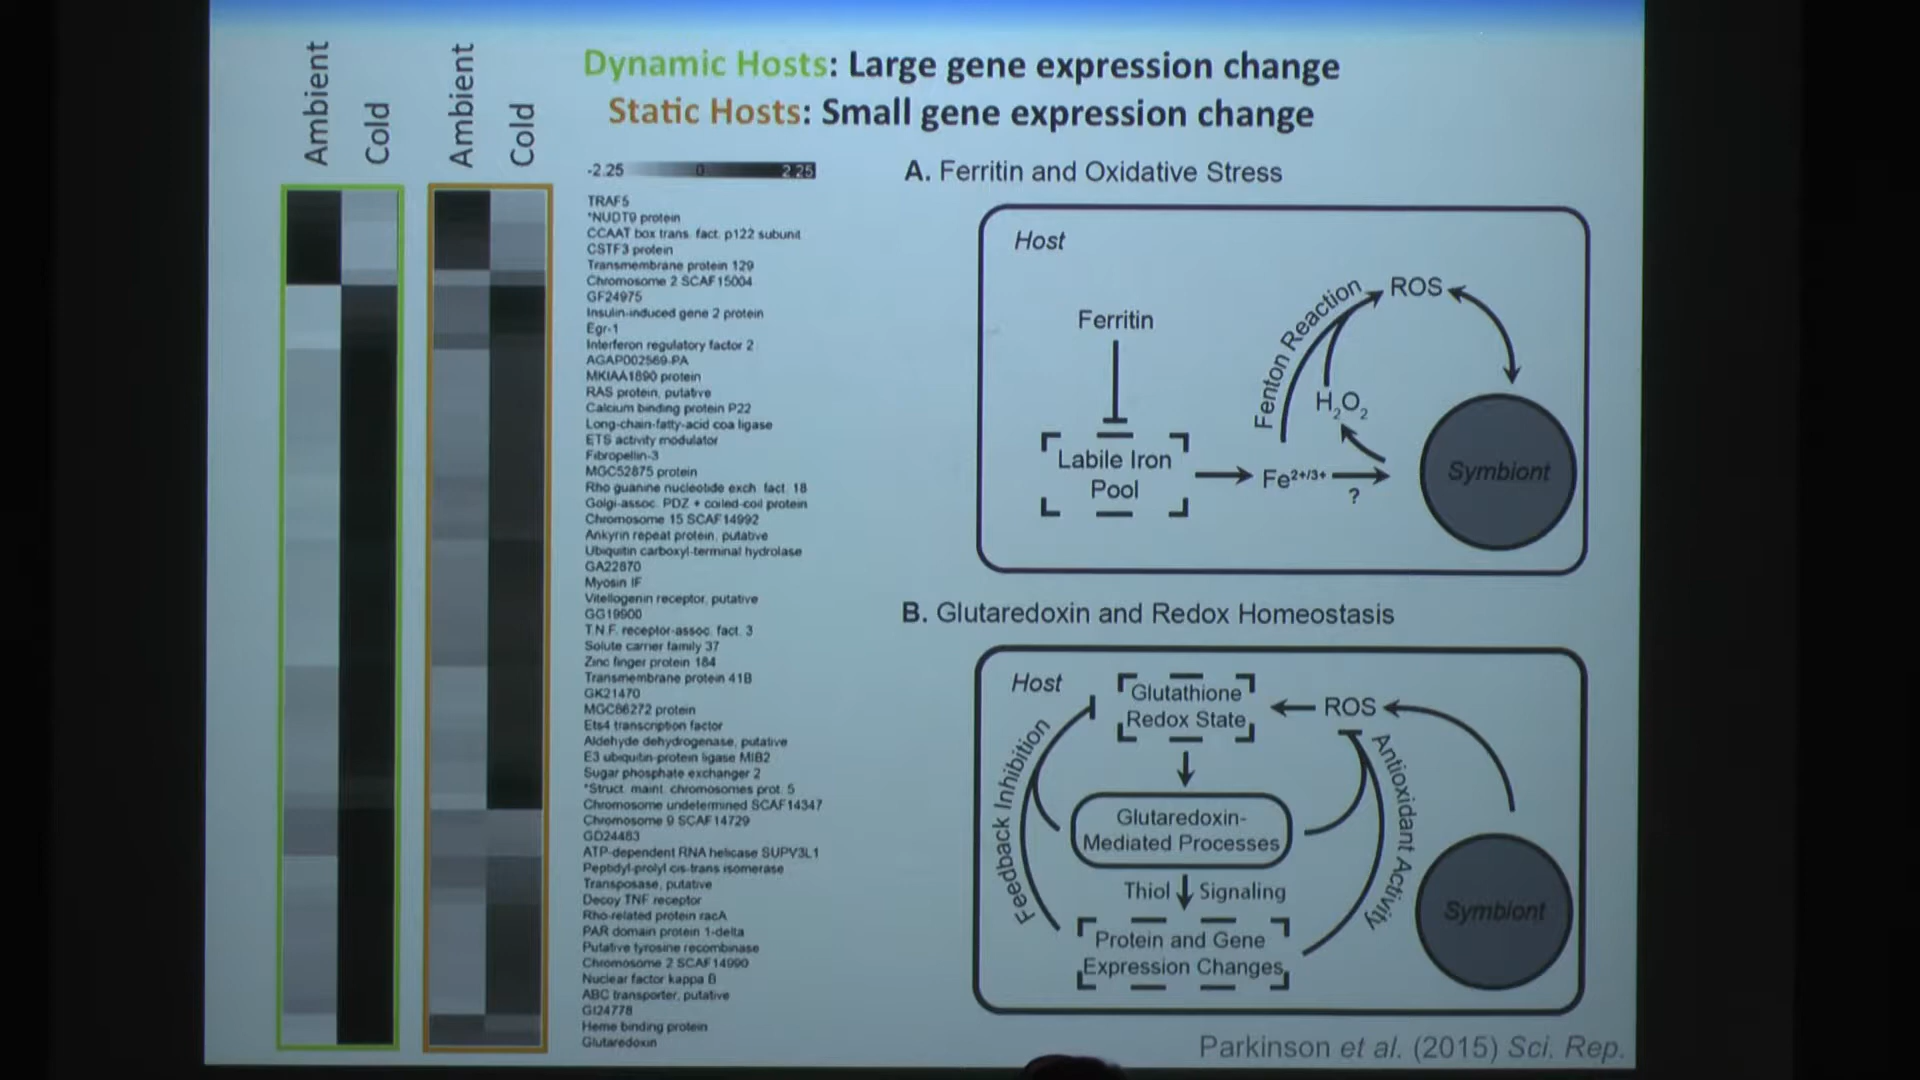 Ambient
Cold
Ambient
Cold
Dynamic Hosts: Large gene expression change
Static Hosts: Small gene expression change
-2.25 0 2.25
TRAF5
*NUDT9 protein
CCAAT box trans. fact. p122 subunit
CSTF3 protein
Transmembrane protein 129
Chromosome 2 SCAF15004
GF24975
Insulin-induced gene 2 protein
Egr-1
Interferon regulatory factor 2
AGAP002569-PA
MKIAA1690 protein
RAS protein, putative
Calcium binding protein P22
Long-chain-fatty-acid coa ligase
ETS activity modulator
Fibropellin-3
MGC52875 protein
Rho guanine nucleotide exch. fact. 18
Golgi-assoc. PDZ + coiled-coil protein
Chromosome 15 SCAF14992
Ankyrin repeat protein, putative
Ubiquitin carboxyl-terminal hydrolase
GA22870
Myosin IF
Vitellogenin receptor, putative
GG19900
T.N.F. receptor-assoc. fact. 3
Solute carrier family 37
Zinc finger protein 184
Transmembrane protein 41B
GK21470
MGC86272 protein
Ets4 transcription factor
Aldehyde dehydrogenase, putative
E3 ubiquitin-protein ligase MIB2
Sugar phosphate exchanger 2
*Struct. maint. chromosomes prot. 5
Chromosome undetermined SCAF14347
Chromosome 9 SCAF14729
GD24483
ATP-dependent RNA helicase SUPV3L1
Peptidyl-prolyl cis-trans isomerase
Transposase, putative
Decoy TNF receptor
Rho-related protein racA
PAR domain protein 1-delta
Putative tyrosine recombinase
Chromosome 2 SCAF14990
Nuclear factor kappa B
ABC transporter, putative
GI24778
Heme binding protein
Glutaredoxin
A. Ferritin and Oxidative Stress
Host
Ferritin
Labile Iron
Pool
Fenton Reaction
ROS
H2O2
Fe2+/3+
?
Symbiont
B. Glutaredoxin and Redox Homeostasis
Host
Glutathione
Redox State
ROS
Feedback Inhibition
Glutaredoxin-
Mediated Processes
Antioxidant Activity
Thiol Signaling
Protein and Gene
Expression Changes
Symbiont
Parkinson et al. (2015) Sci. Rep.